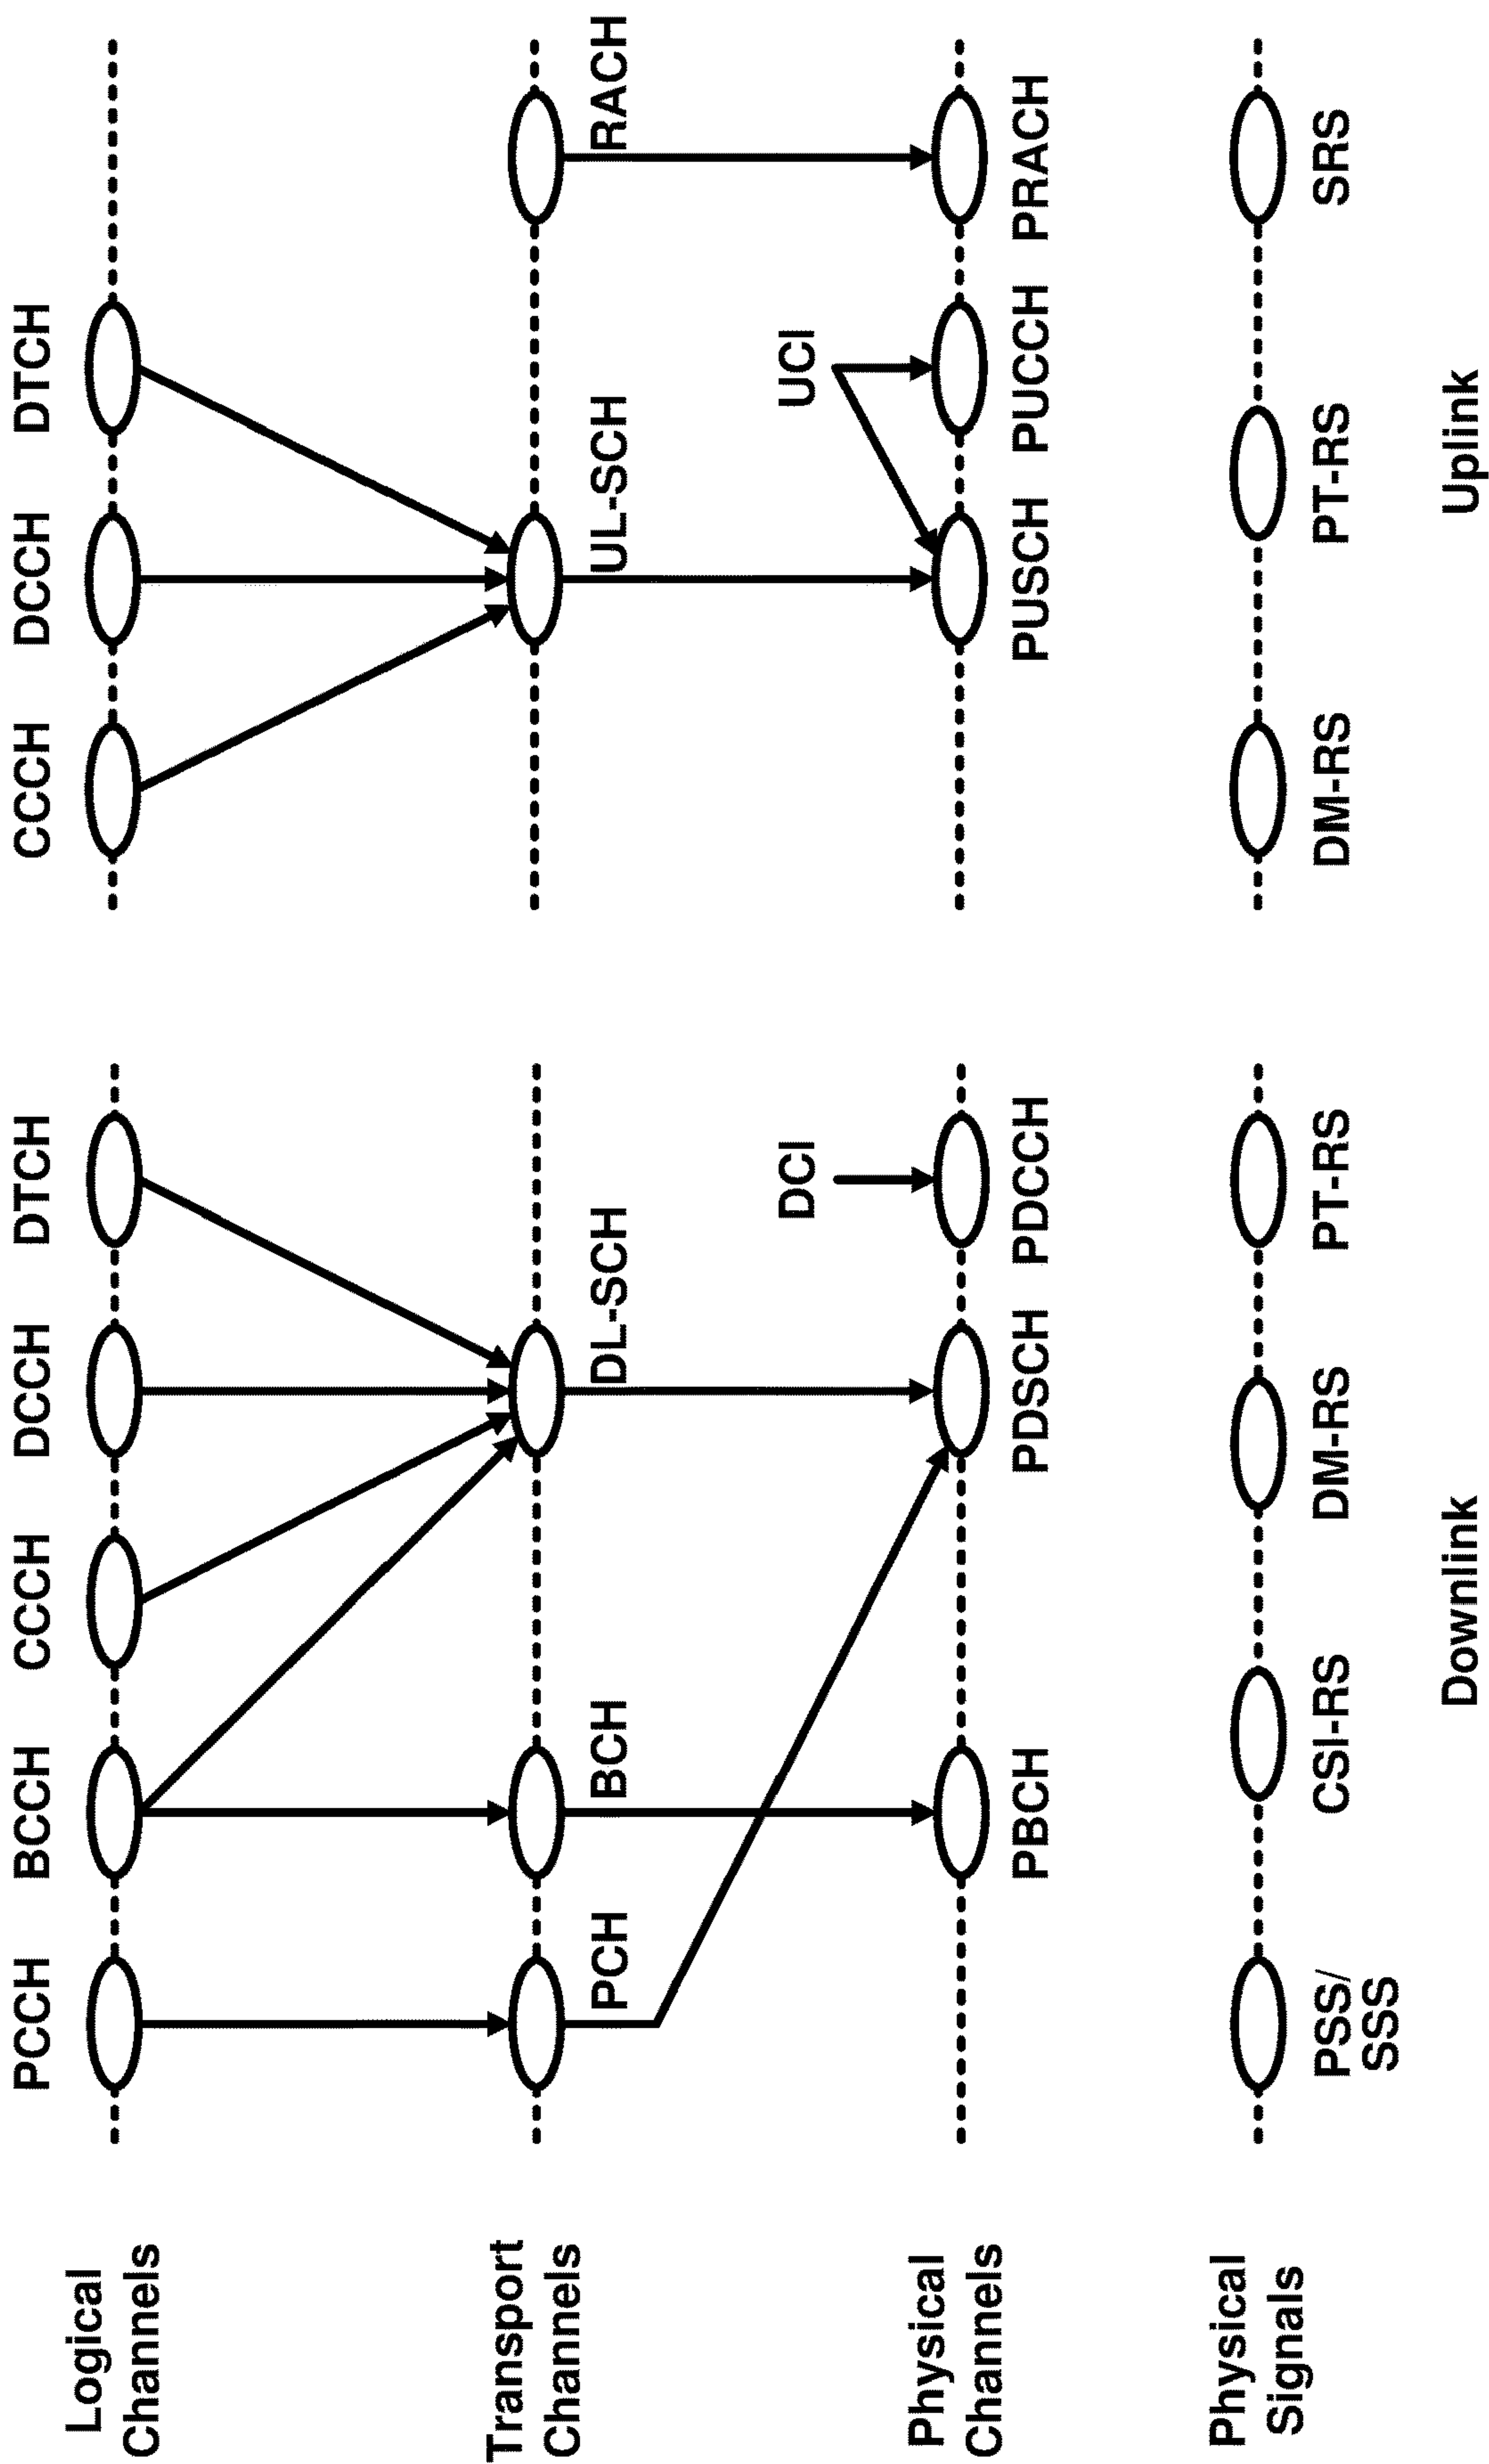 Logical
Channels
PCCH
BCCH
CCCH
DCCH
DTCH
CCCH
DCCH
DTCH
Transport
Channels
PCH
BCH
DL-SCH
UL-SCH
RACH
DCI
UCI
Physical
Channels
PBCH
PDSCH
PDCCH
PUSCH
PUCCH
PRACH
Physical
Signals
PSS/
SSS
CSI-RS
DM-RS
PT-RS
DM-RS
PT-RS
SRS
Downlink
Uplink